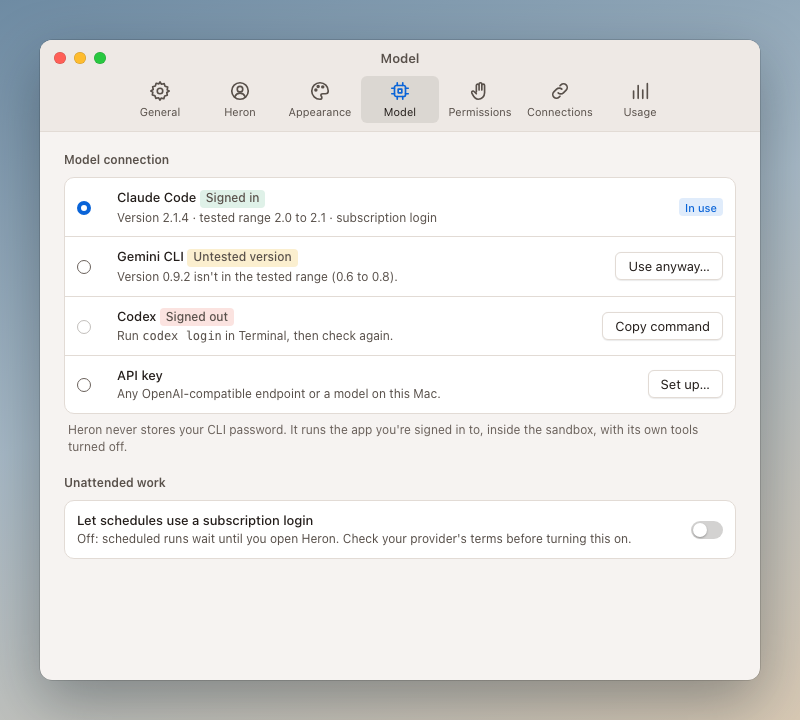 Model
General
Heron
Appearance
Model
Permissions
Connections
Usage
Model connection
Claude Code Signed in
Version 2.1.4 · tested range 2.0 to 2.1 · subscription login
In use
Gemini CLI Untested version
Version 0.9.2 isn't in the tested range (0.6 to 0.8).
Use anyway...
Codex Signed out
Run codex login in Terminal, then check again.
Copy command
API key
Any OpenAI-compatible endpoint or a model on this Mac.
Set up...
Heron never stores your CLI password. It runs the app you're signed in to, inside the sandbox, with its own tools
turned off.
Unattended work
Let schedules use a subscription login
Off: scheduled runs wait until you open Heron. Check your provider's terms before turning this on.